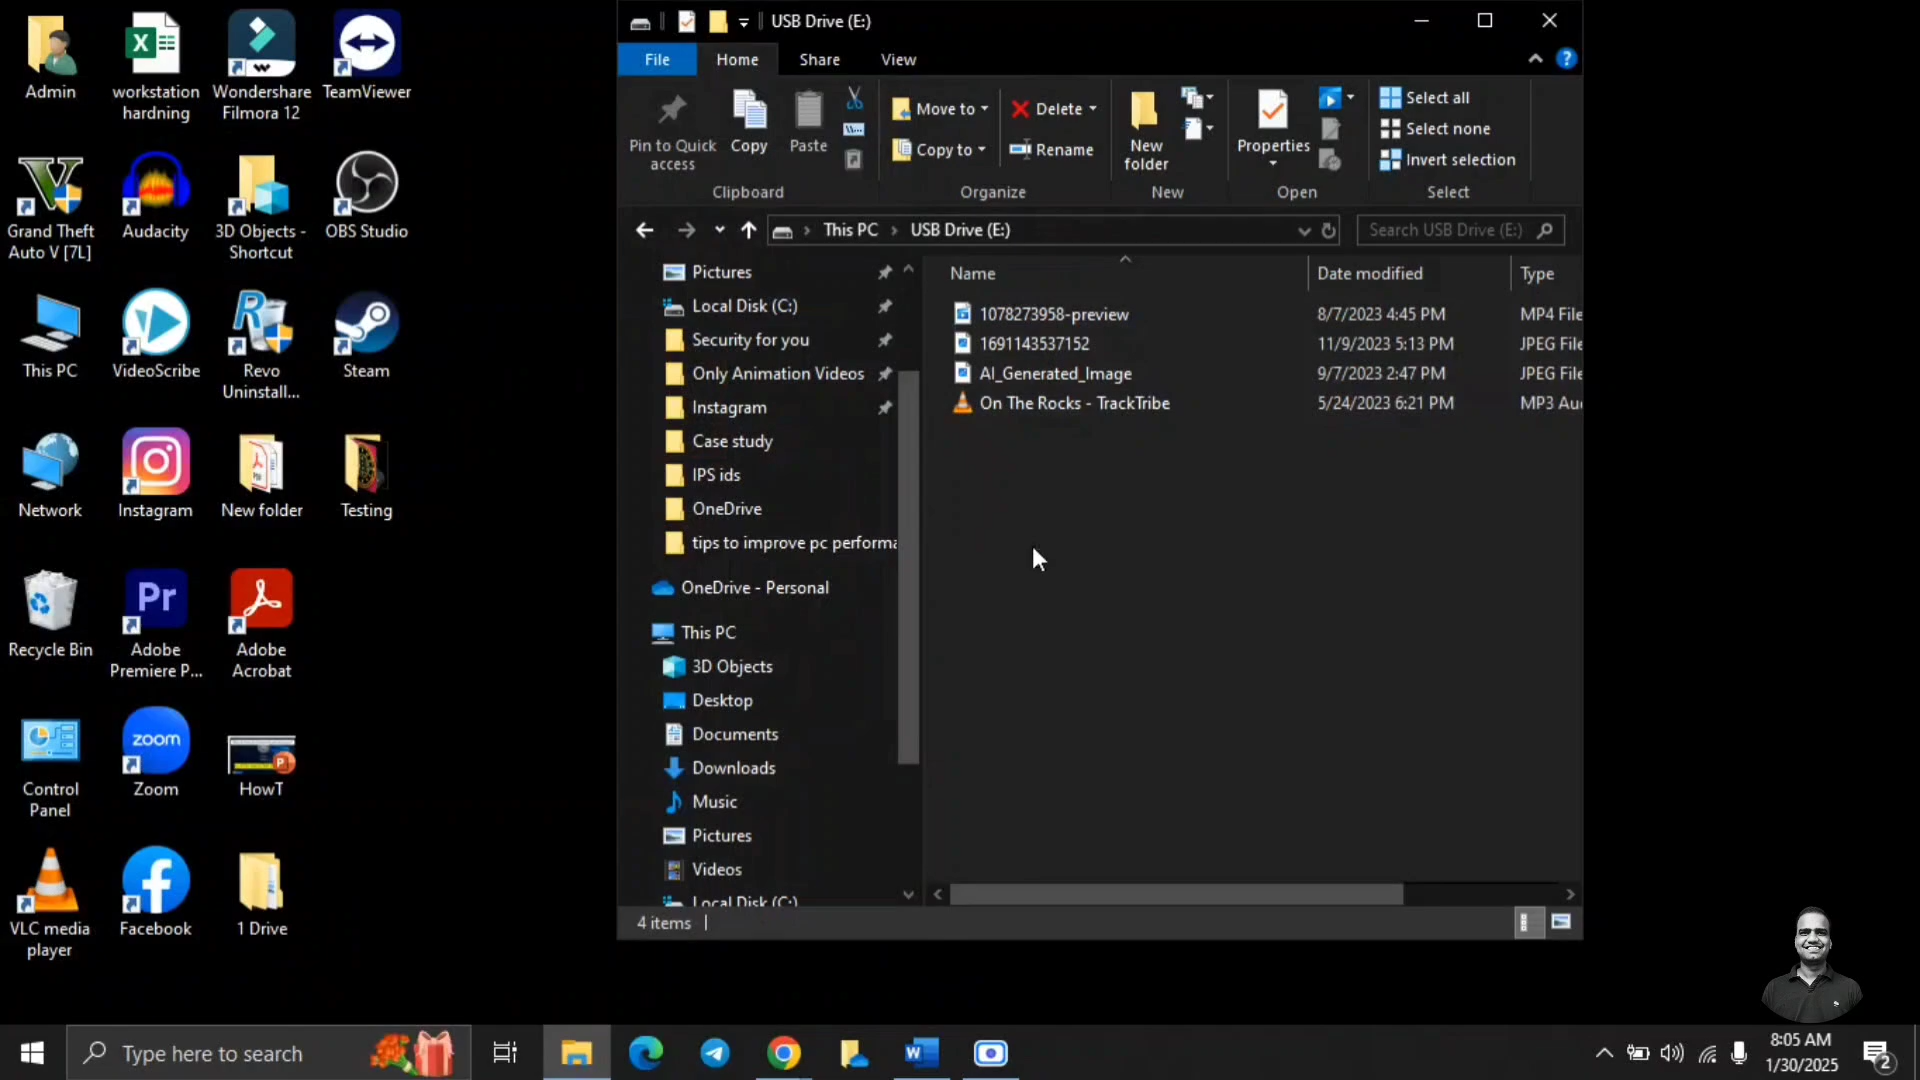 Admin
workstation
hardning
Wondershare
Filmora 12
TeamViewer
Grand Theft
Auto V [7L]
Audacity
3D Objects -
Shortcut
OBS Studio
This PC
VideoScribe
Revo
Uninstall...
Steam
Network
Instagram
New folder
Testing
Recycle Bin
Pr
Adobe
Premiere P...
Adobe
Acrobat
Control
Panel
zoom
Zoom
HowT
VLC media
player
Facebook
1 Drive
USB Drive (E:)
File
Home
Share
View
Pin to Quick
access
Copy
Paste
Clipboard
Move to
Copy to
Delete
Rename
Organize
New
folder
New
Properties
Open
Select all
Select none
Invert selection
Select
This PC
USB Drive (E:)
Search USB Drive (E:)
Pictures
Local Disk (C:)
Security for you
Only Animation Videos
Instagram
Case study
IPS ids
OneDrive
tips to improve pc performa
OneDrive - Personal
This PC
3D Objects
Desktop
Documents
Downloads
Music
Pictures
Videos
Local Disk (C:)
Name Date modified Type
1078273958-preview 8/7/2023 4:45 PM MP4 File
1691143537152 11/9/2023 5:13 PM JPEG File
AI_Generated_Image 9/7/2023 2:47 PM JPEG File
On The Rocks - TrackTribe 5/24/2023 6:21 PM MP3 Au
4 items
Type here to search
8:05 AM
1/30/2025
2